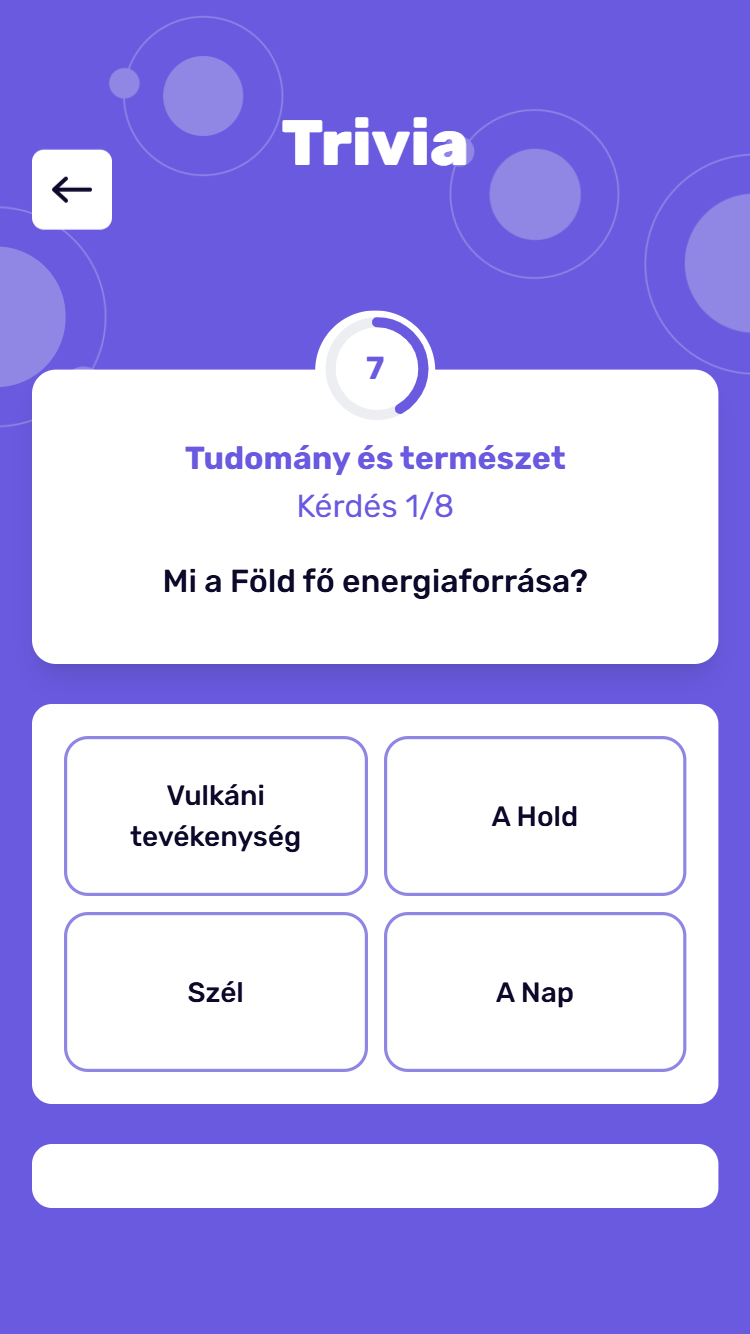 Trivia
7
Tudomány és természet
Kérdés 1/8
Mi a Föld fő energiaforrása?
Vulkáni
tevékenység
A Hold
Szél
A Nap